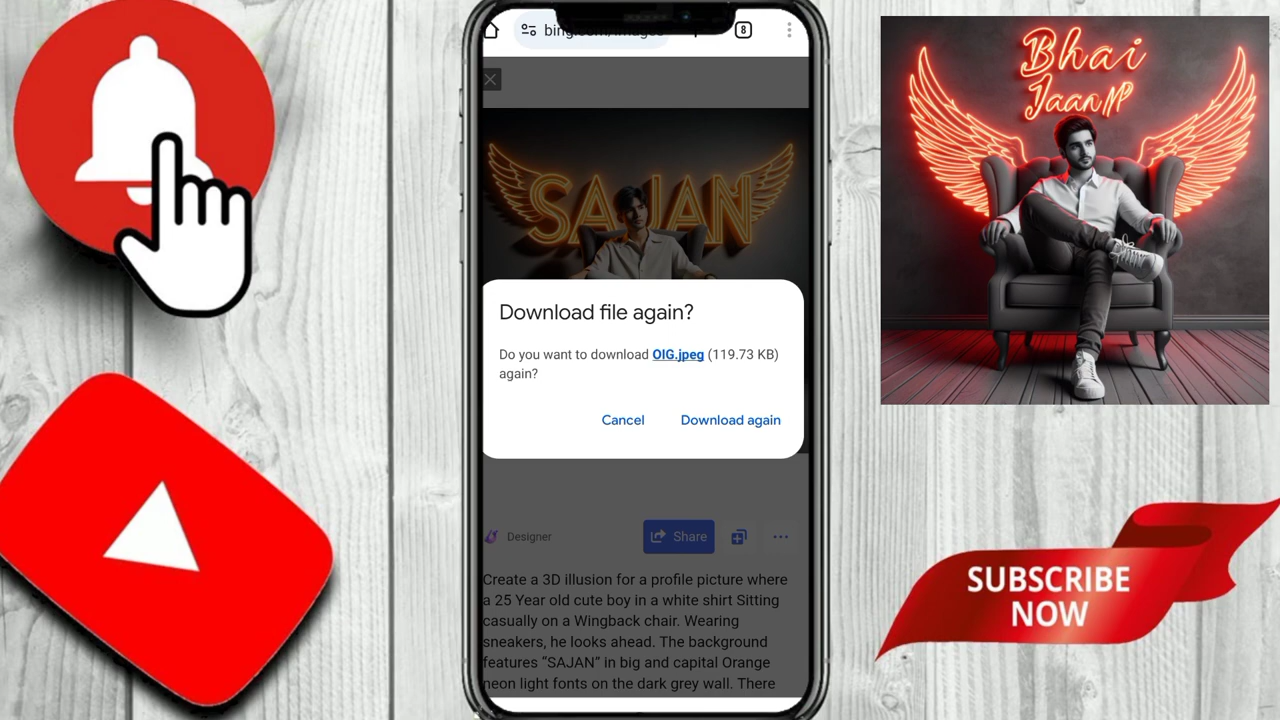 bing.com/images
8
SAJAN
Download file again?
Do you want to download OIG.jpeg (119.73 KB)
again?
Cancel
Download again
Designer
Share
Create a 3D illusion for a profile picture where
a 25 Year old cute boy in a white shirt Sitting
casually on a Wingback chair. Wearing
sneakers, he looks ahead. The background
features “SAJAN” in big and capital Orange
neon light fonts on the dark grey wall. There
Bhai
SUBSCRIBE
NOW